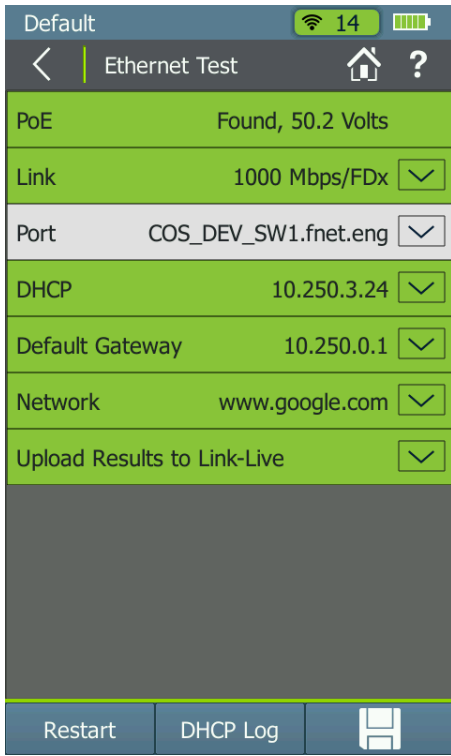 Default 14
Ethernet Test ?
PoE Found, 50.2 Volts
Link 1000 Mbps/FDx
Port COS_DEV_SW1.fnet.eng
DHCP 10.250.3.24
Default Gateway 10.250.0.1
Network www.google.com
Upload Results to Link-Live
Restart DHCP Log